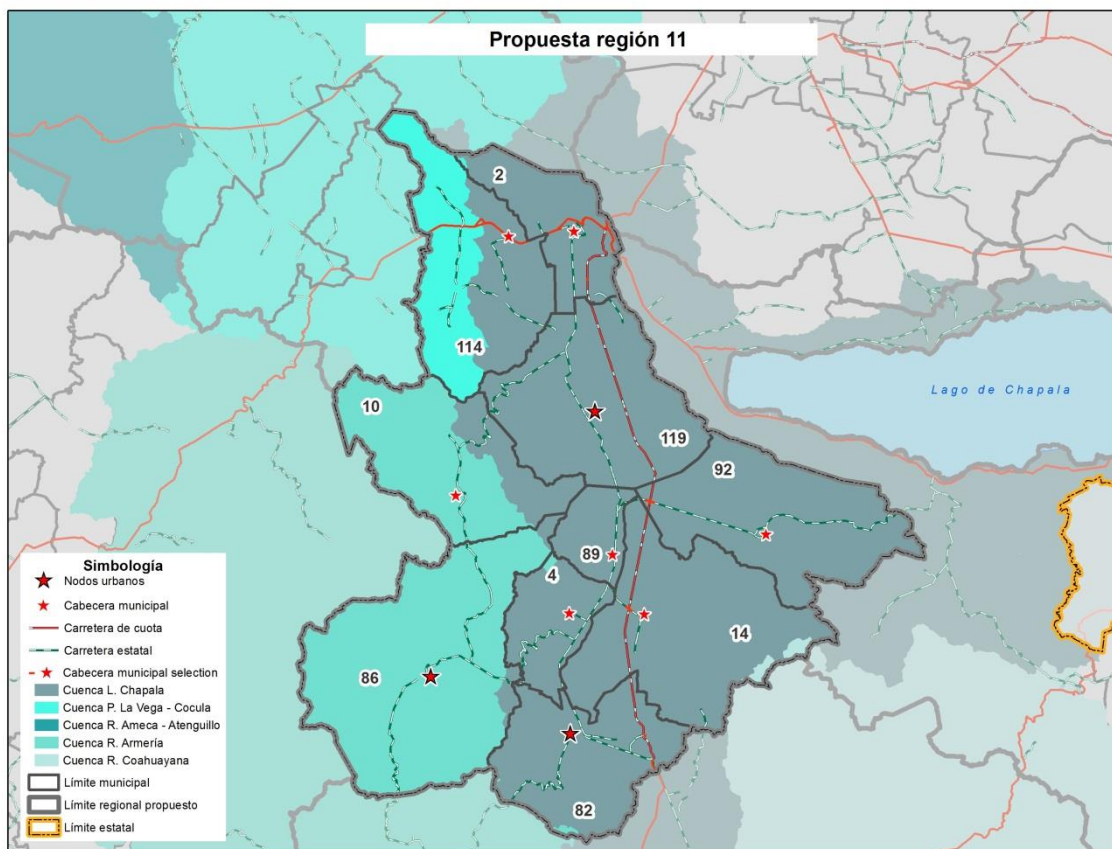 Propuesta región 11
2
114
10
Lago de Chapala
119
92
89
4
14
86
82
Simbología
Nodos urbanos
Cabecera municipal
Carretera de cuota
Carretera estatal
Cabecera municipal selection
Cuenca L. Chapala
Cuenca P. La Vega - Cocula
Cuenca R. Ameca - Atenguillo
Cuenca R. Armería
Cuenca R. Coahuayana
Límite municipal
Límite regional propuesto
Límite estatal